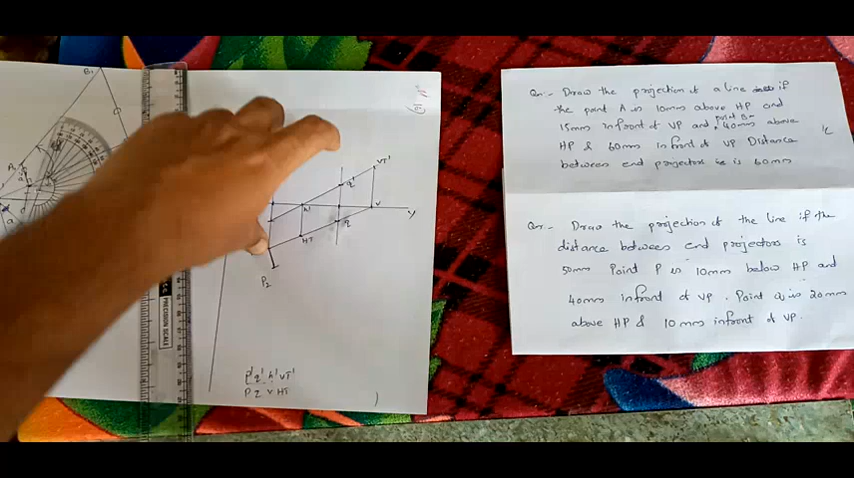 B1
A
a
VT'
q'
h'
v
y
q
HT
P2
PRECISION SCALE
p' q' h' VT'
p q v HT
Qn- Draw the projection of a line if
the point A is 10mm above HP and
15mm infront of VP and point B is 40mm above
HP & 60mm infront of VP Distance
between end projectors is 60mm
Qn- Draw the projection of the line if the
distance between end projectors is
50mm Point P is 10mm below HP and
40mm infront of VP. Point Q is 20mm
above HP & 10mm infront of VP.